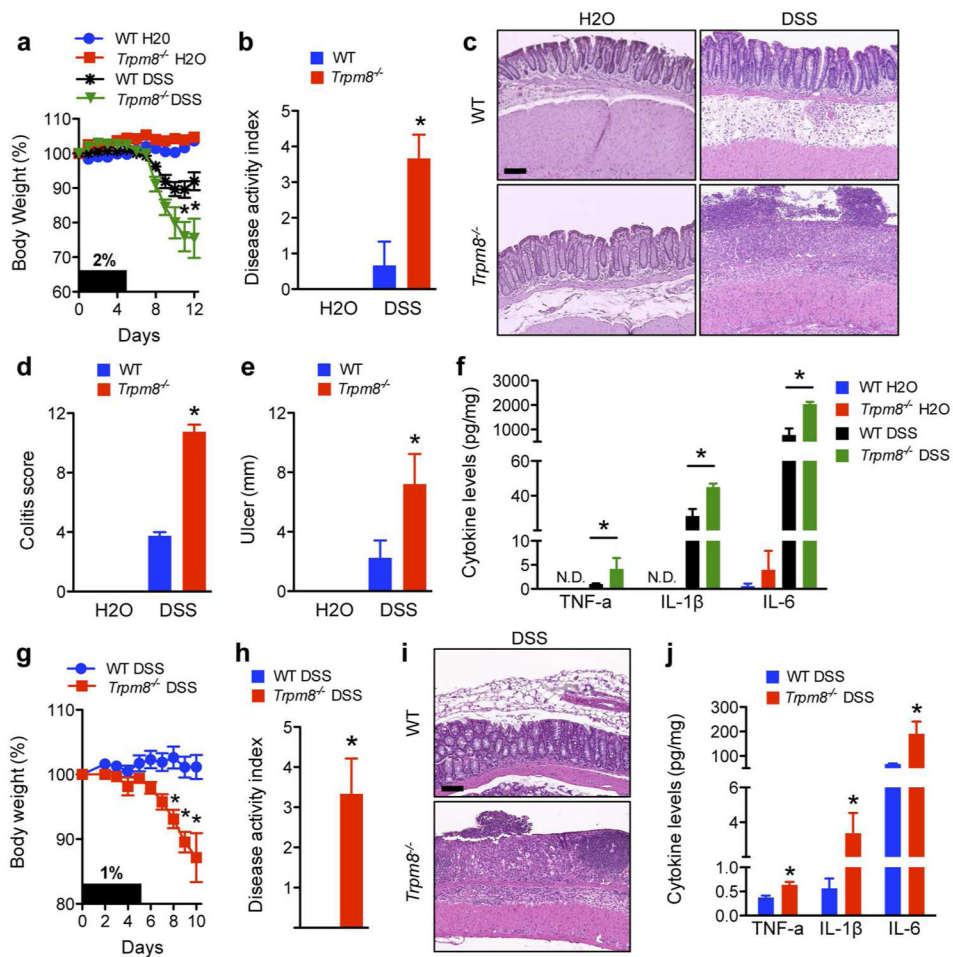 a
WT H20
Trpm8-/- H2O
WT DSS
Trpm8-/- DSS
Body Weight (%)
110
100
90
80
70
60
2%
0
4
8
12
Days
b
WT
Trpm8-/-
Disease activity index
5
4
3
2
1
0
*
H2O
DSS
c
H2O
DSS
WT
Trpm8-/-
d
WT
Trpm8-/-
Colitis score
12
8
4
0
*
H2O
DSS
e
WT
Trpm8-/-
Ulcer (mm)
12
8
4
0
*
H2O
DSS
f
WT H2O
Trpm8-/- H2O
WT DSS
Trpm8-/- DSS
Cytokine levels (pg/mg)
3000
2000
1000
60
40
20
10
5
0
N.D.
*
N.D.
*
*
TNF-a
IL-1β
IL-6
g
WT DSS
Trpm8-/- DSS
Body weight (%)
110
100
90
80
* * *
1%
0
2
4
6
8
10
Days
h
WT DSS
Trpm8-/- DSS
Disease activity index
5
4
3
2
1
*
i
DSS
WT
Trpm8-/-
j
WT DSS
Trpm8-/- DSS
Cytokine levels (pg/mg)
300
200
100
6
4
2
1.0
0.5
0.0
*
*
*
TNF-a
IL-1β
IL-6